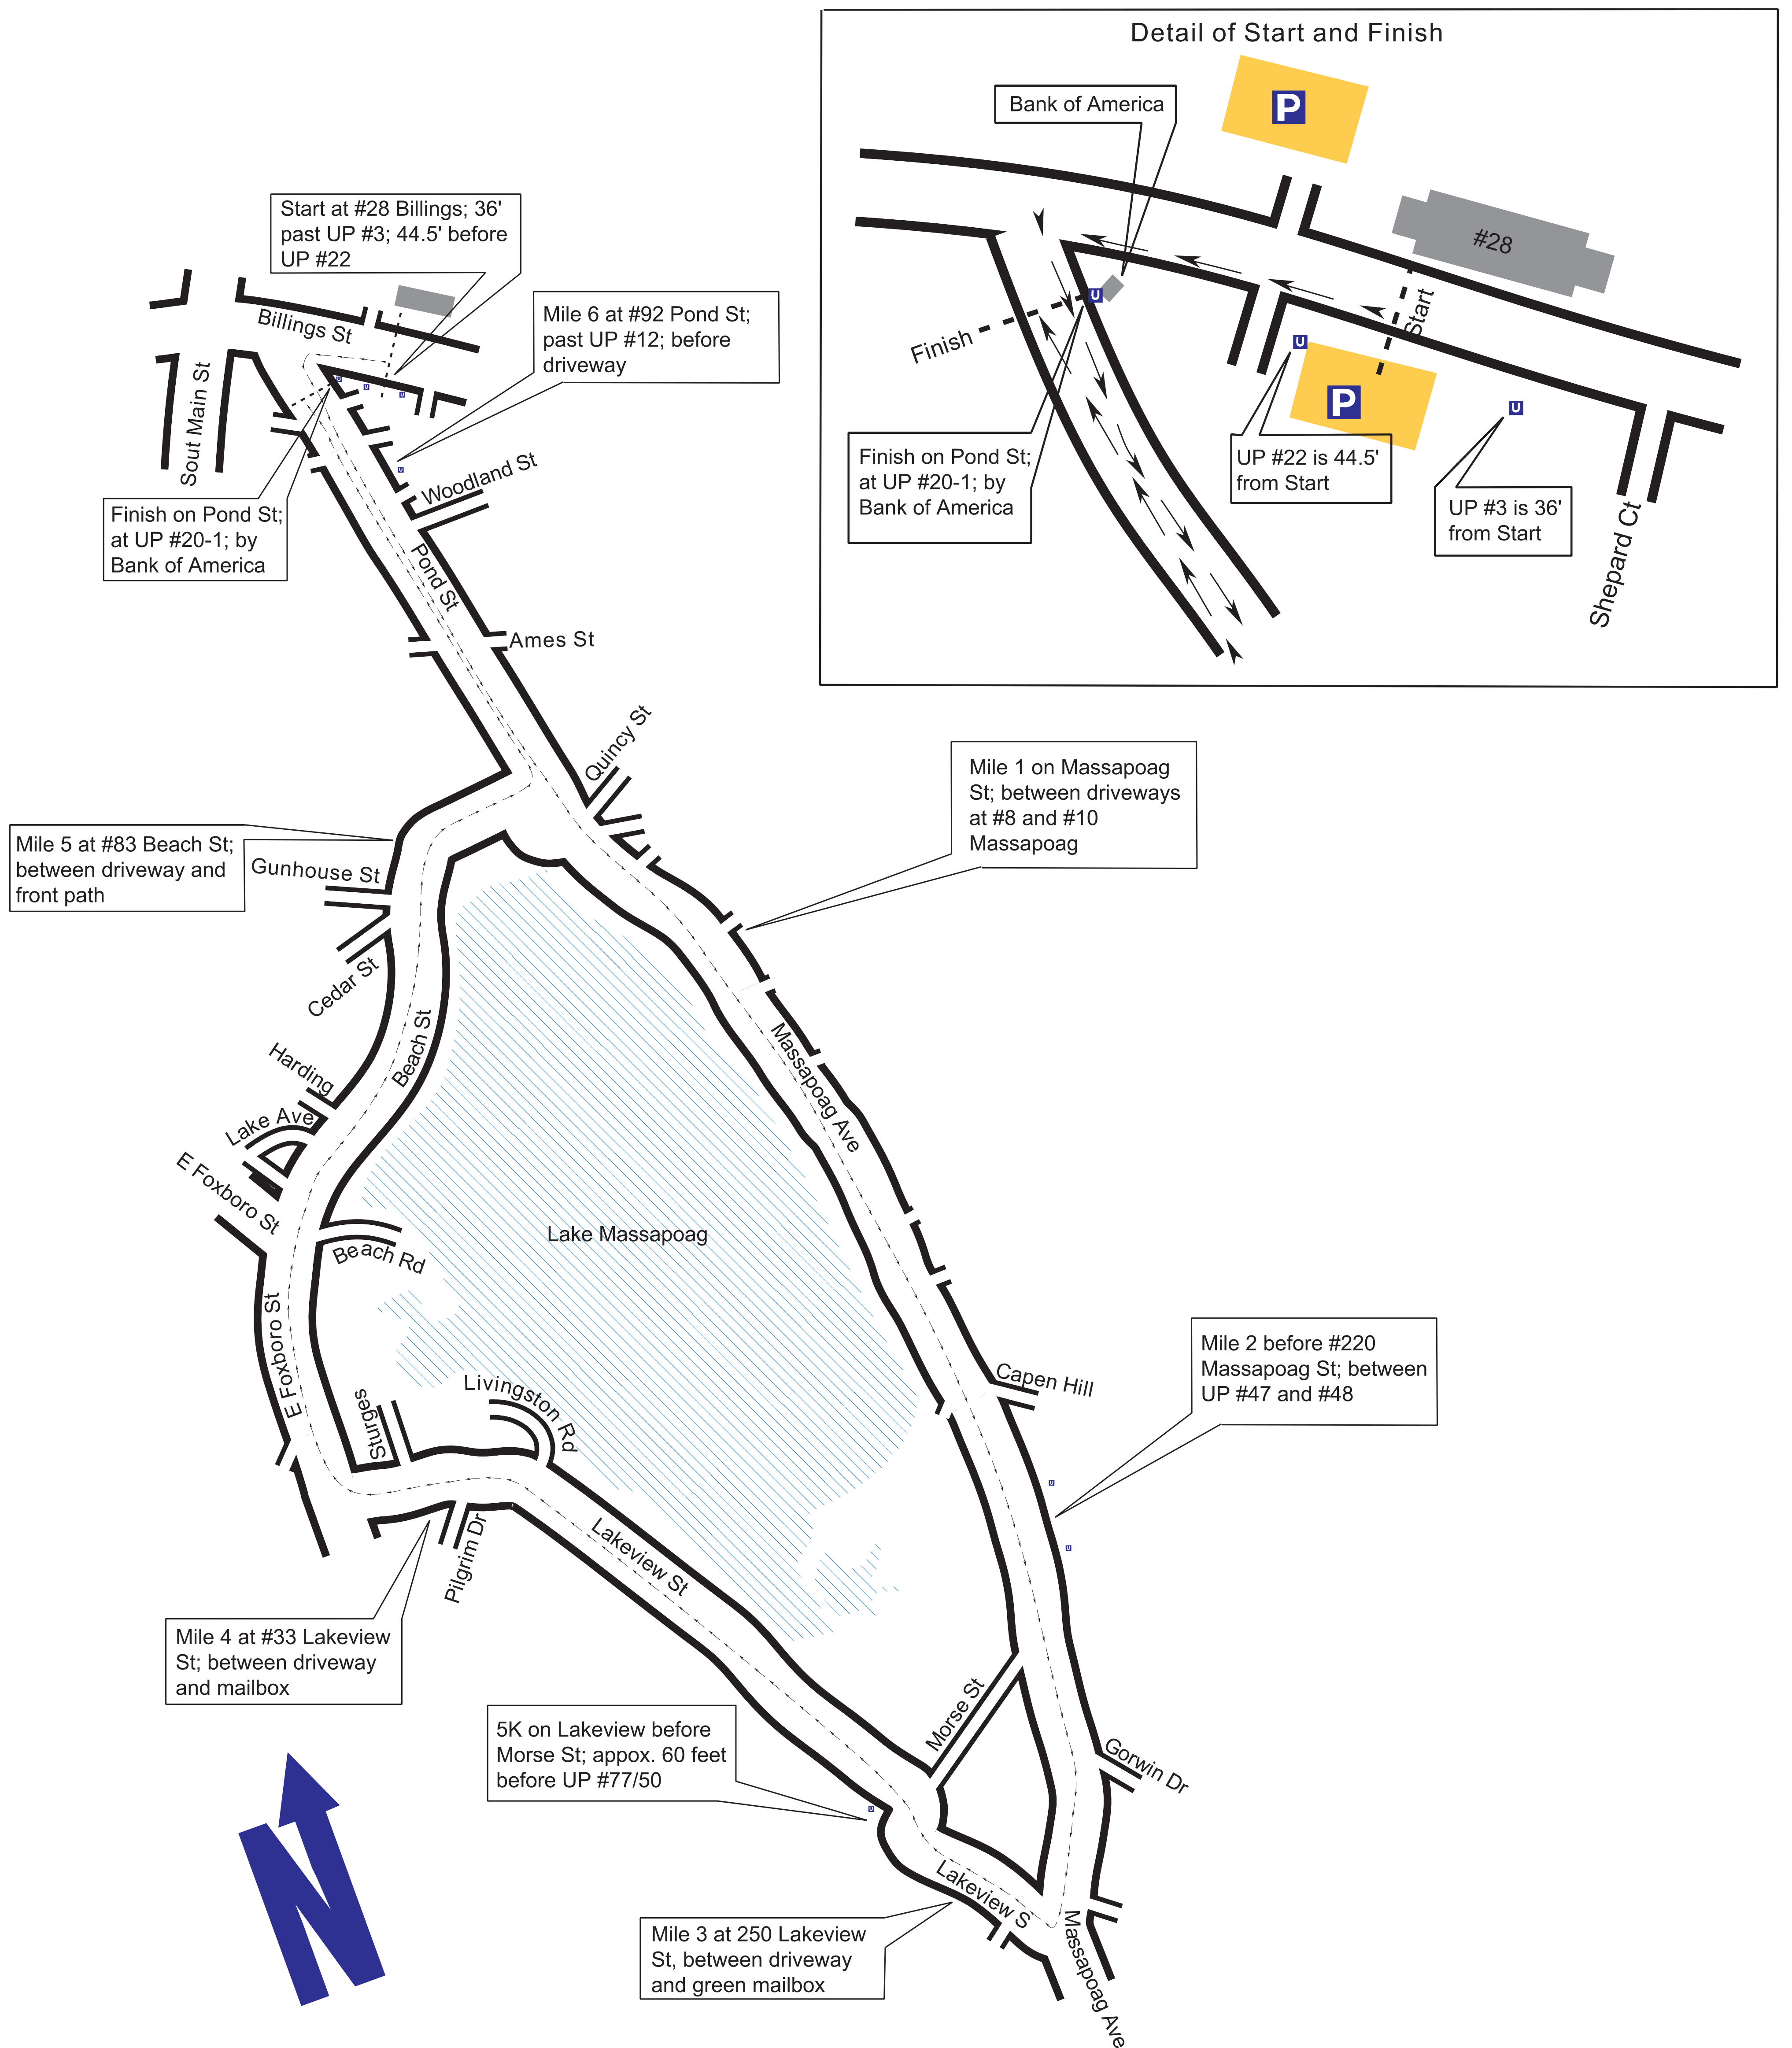 Detail of Start and Finish
Bank of America
P
#28
Start
Finish
U
U
P
U
Finish on Pond St;
at UP #20-1; by
Bank of America
UP #22 is 44.5'
from Start
UP #3 is 36'
from Start
Shepard Ct
Start at #28 Billings; 36'
past UP #3; 44.5' before
UP #22
Billings St
Mile 6 at #92 Pond St;
past UP #12; before
driveway
Sout Main St
U
U
U
U
Woodland St
Finish on Pond St;
at UP #20-1; by
Bank of America
Pond St
Ames St
Quincy St
Mile 1 on Massapoag
St; between driveways
at #8 and #10
Massapoag
Mile 5 at #83 Beach St;
between driveway and
front path
Gunhouse St
Cedar St
Beach St
Massapoag Ave
Harding
Lake Ave
E Foxboro St
Beach Rd
Lake Massapoag
E Foxboro St
Sturges
Livingston Rd
Capen Hill
Mile 2 before #220
Massapoag St; between
UP #47 and #48
U
U
Lakeview St
Pilgrim Dr
Mile 4 at #33 Lakeview
St; between driveway
and mailbox
Morse St
Gorwin Dr
5K on Lakeview before
Morse St; appox. 60 feet
before UP #77/50
U
Lakeview S
Mile 3 at 250 Lakeview
St, between driveway
and green mailbox
Massapoag Ave
N